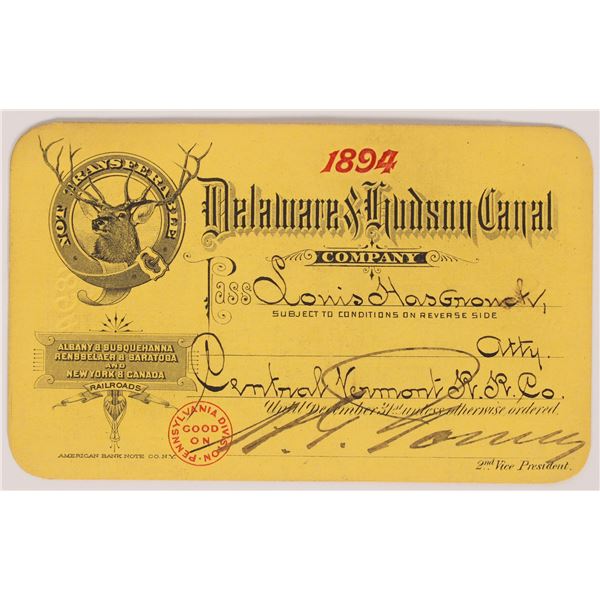 1894
NOT TRANSFERABLE
Delaware & Hudson Canal
COMPANY
Pass Louis Hasbrouck,
SUBJECT TO CONDITIONS ON REVERSE SIDE
Atty.
Central Vermont R. R. Co.
Until December 31st unless otherwise ordered.
ALBANY & SUSQUEHANNA
RENSSELAER & SARATOGA
AND
NEW YORK & CANADA
RAILROADS
PENNSYLVANIA DIVISION
GOOD
ON
AMERICAN BANK NOTE CO. N.Y.
2nd Vice President.